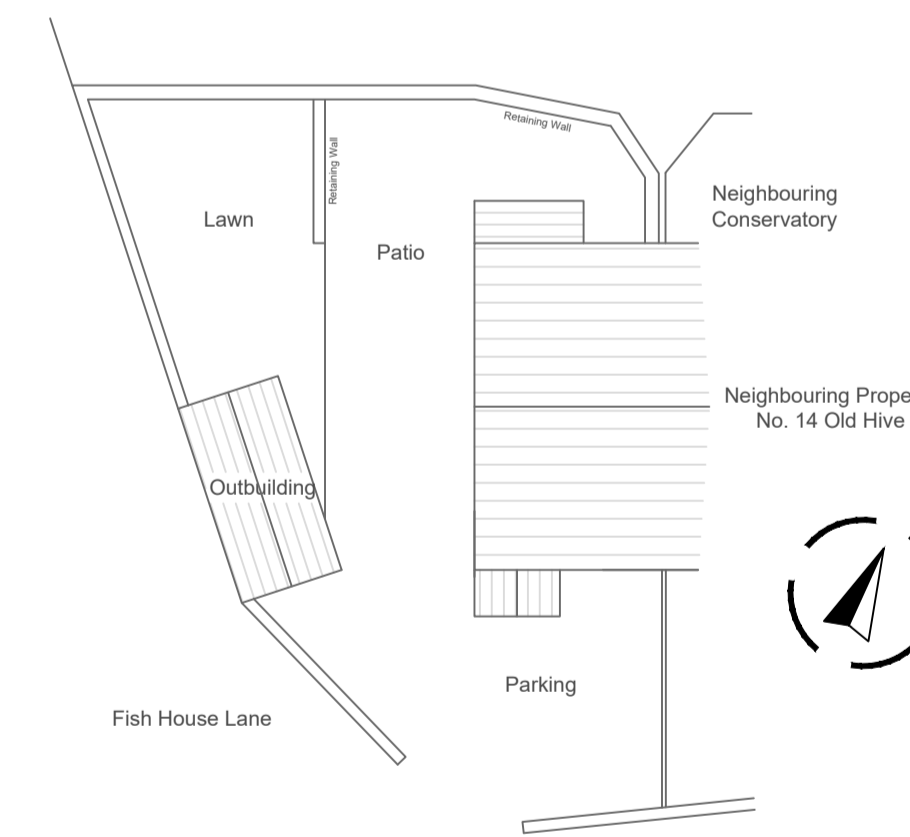 Retaining Wall
Retaining Wall
Neighbouring
Conservatory
Lawn
Patio
Neighbouring Prope
No. 14 Old Hive
Outbuilding
Parking
Fish House Lane